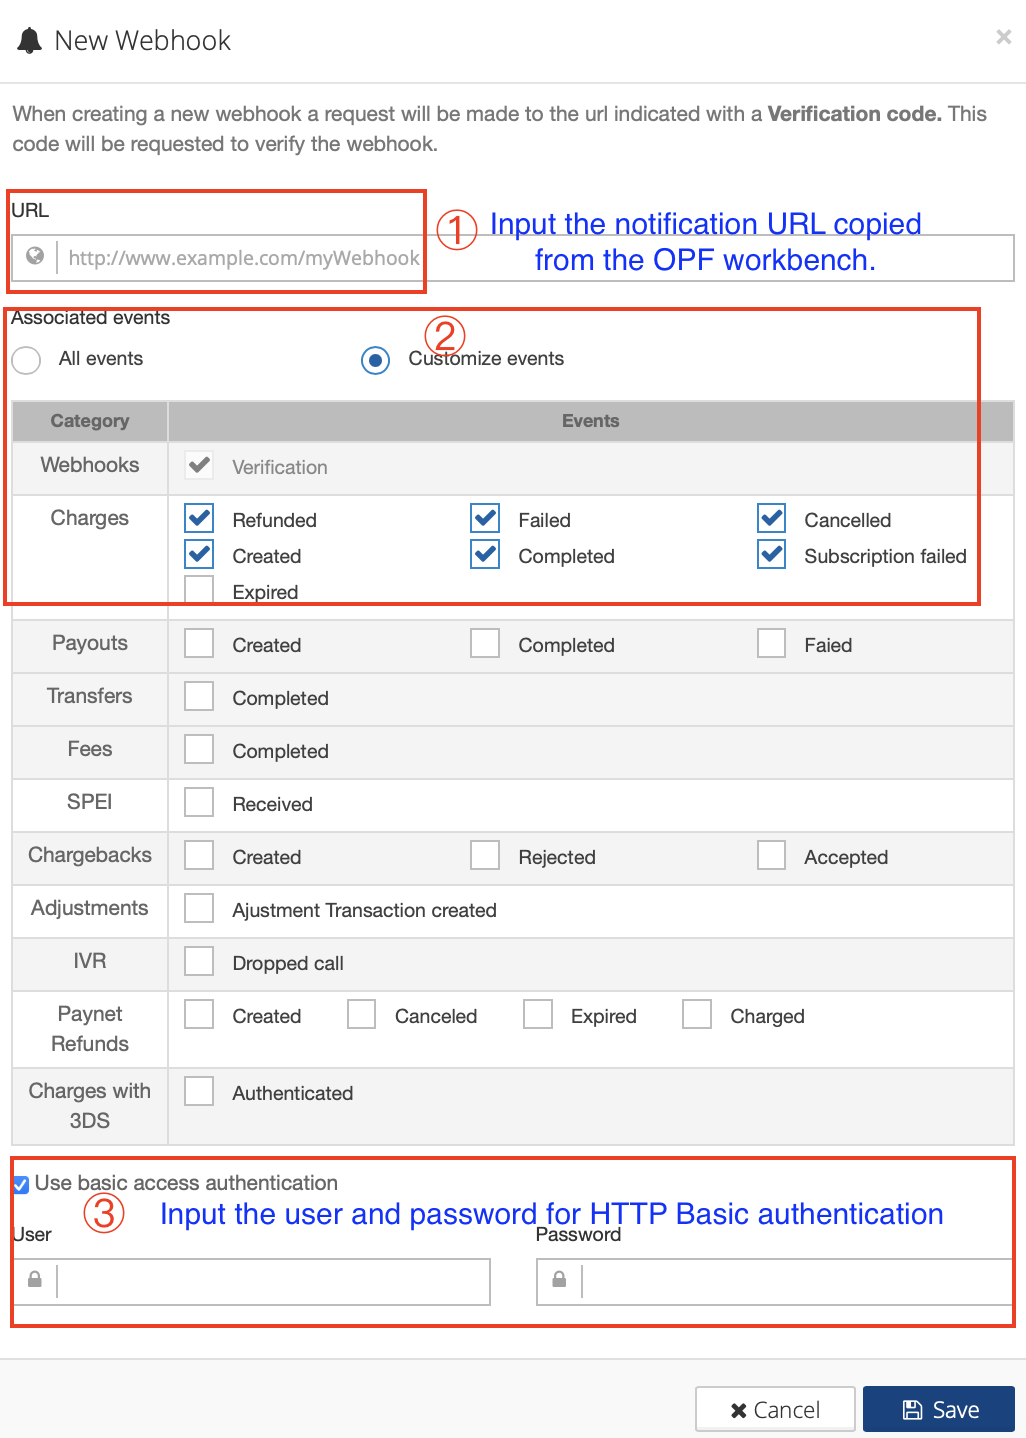 New Webhook
×
When creating a new webhook a request will be made to the url indicated with a Verification code. This
code will be requested to verify the webhook.
URL
① Input the notification URL copied
http://www.example.com/myWebhook
from the OPF workbench.
Associated events
②
All events
Customize events
Category Events
Webhooks Verification
Charges Refunded Failed Cancelled
Created Completed Subscription failed
Expired
Payouts Created Completed Faied
Transfers Completed
Fees Completed
SPEI Received
Chargebacks Created Rejected Accepted
Adjustments Ajustment Transaction created
IVR Dropped call
Paynet Created Canceled Expired Charged
Refunds
Charges with Authenticated
3DS
Use basic access authentication
③ Input the user and password for HTTP Basic authentication
User Password
Cancel Save